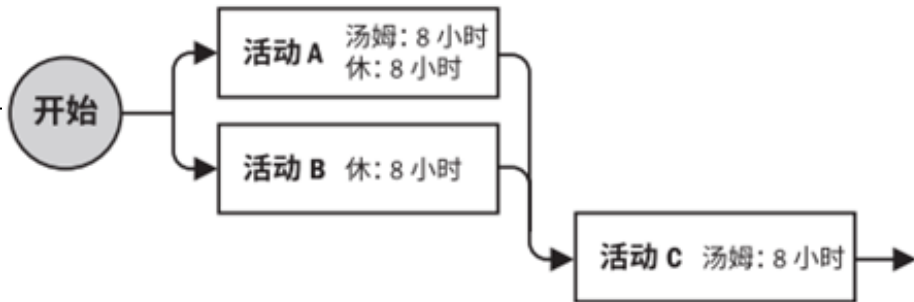 开始
活动 A
汤姆：8 小时
休：8 小时
活动 B 休：8 小时
活动 C 汤姆：8 小时